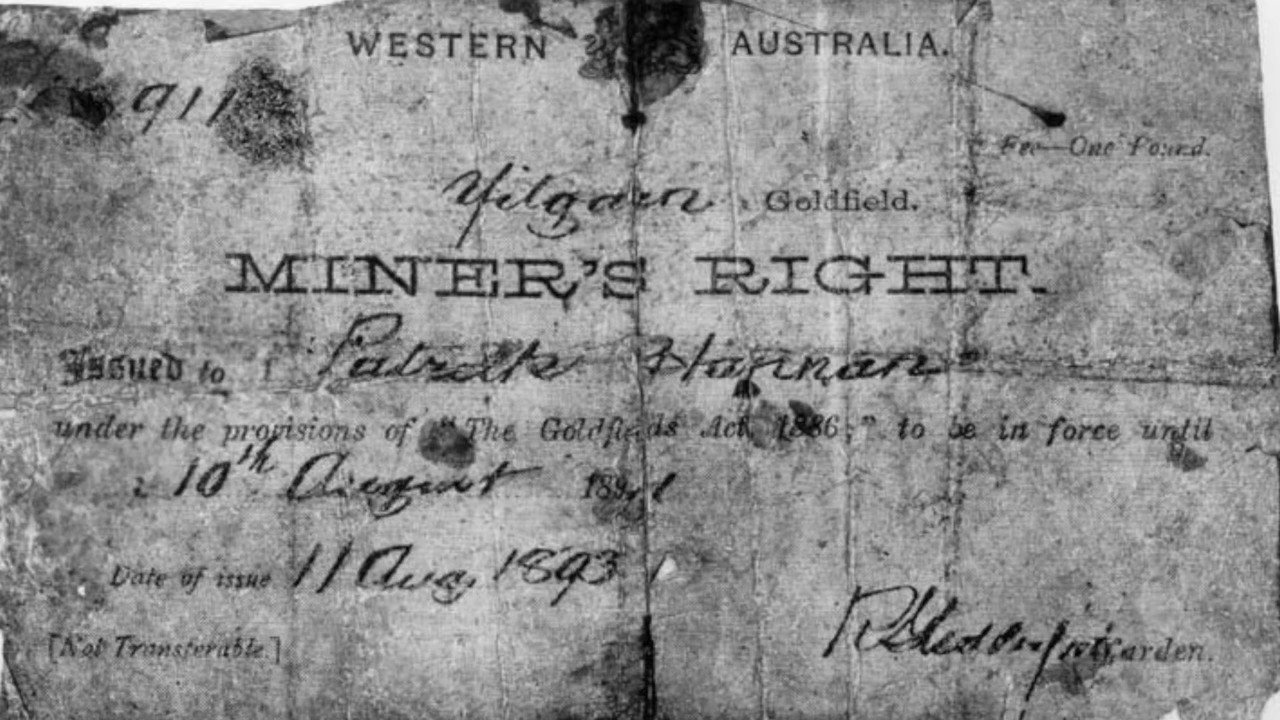 WESTERN AUSTRALIA.
No. 911
Fee—One Pound.
Yilgarn Goldfield.
MINER'S RIGHT.
Issued to Patrick Hannan
under the provisions of "The Goldfields Act, 1886," to be in force until
10th August 189
Date of issue 11 Aug. 1893
[Not Transferable.] Warden.